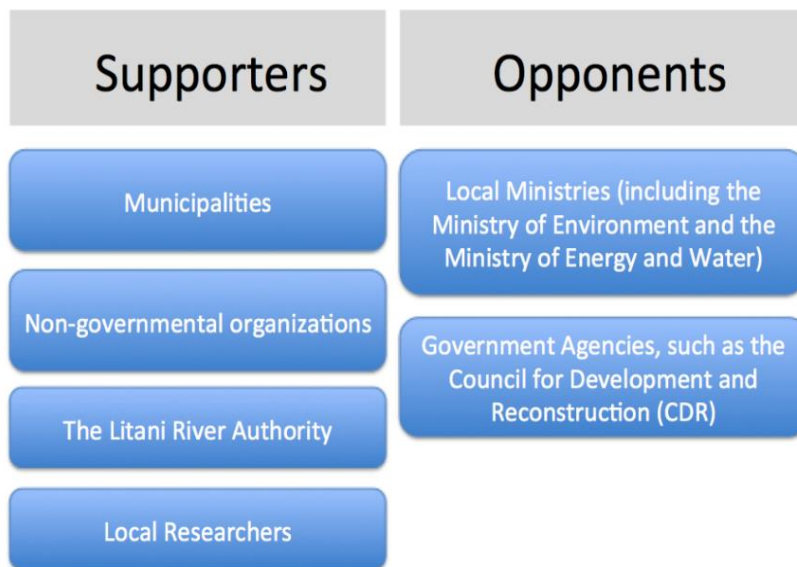 Supporters
Municipalities
Non-governmental organizations
The Litani River Authority
Local Researchers
Opponents
Local Ministries (including the
Ministry of Environment and the
Ministry of Energy and Water)
Government Agencies, such as the
Council for Development and
Reconstruction (CDR)